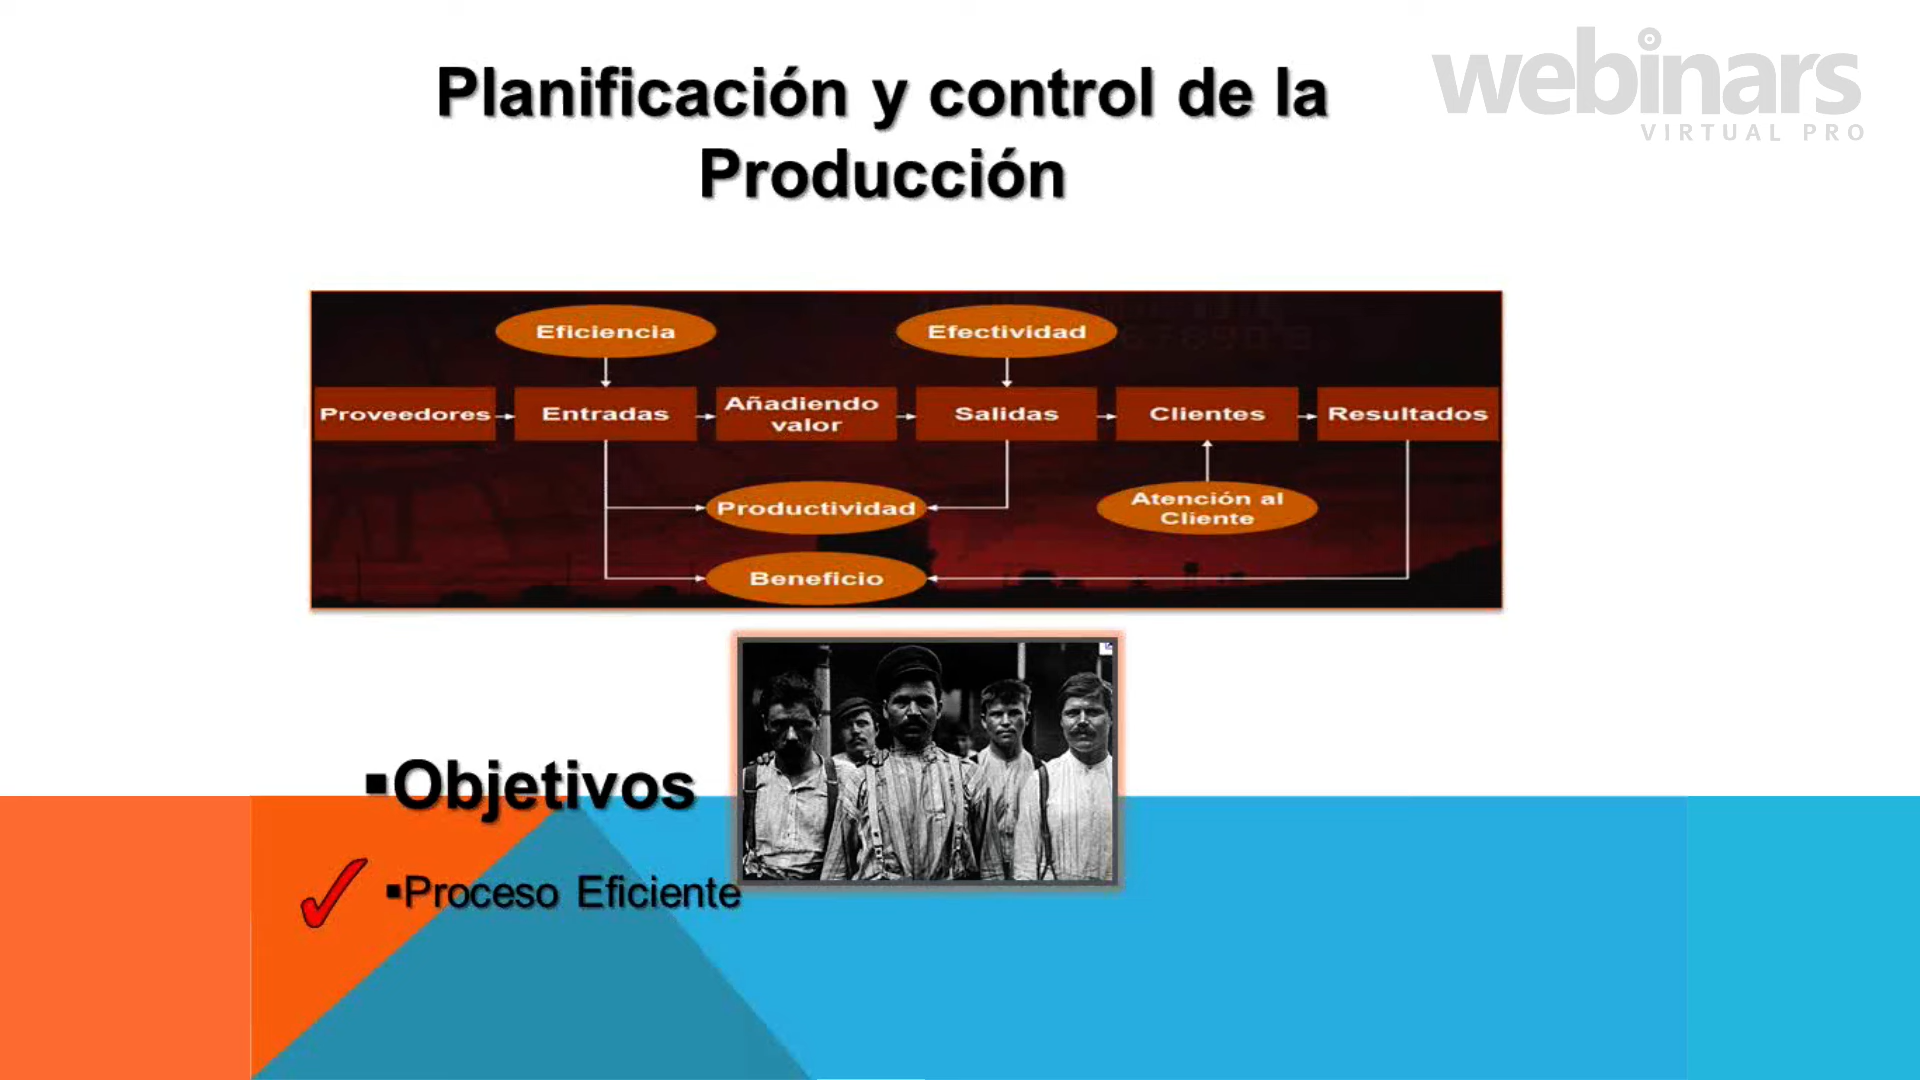 webinars
VIRTUAL PRO
Planificación y control de la
Producción
Eficiencia
Efectividad
Proveedores
Entradas
Añadiendo
valor
Salidas
Clientes
Resultados
Productividad
Atención al
Cliente
Beneficio
▪Objetivos
▪Proceso Eficiente